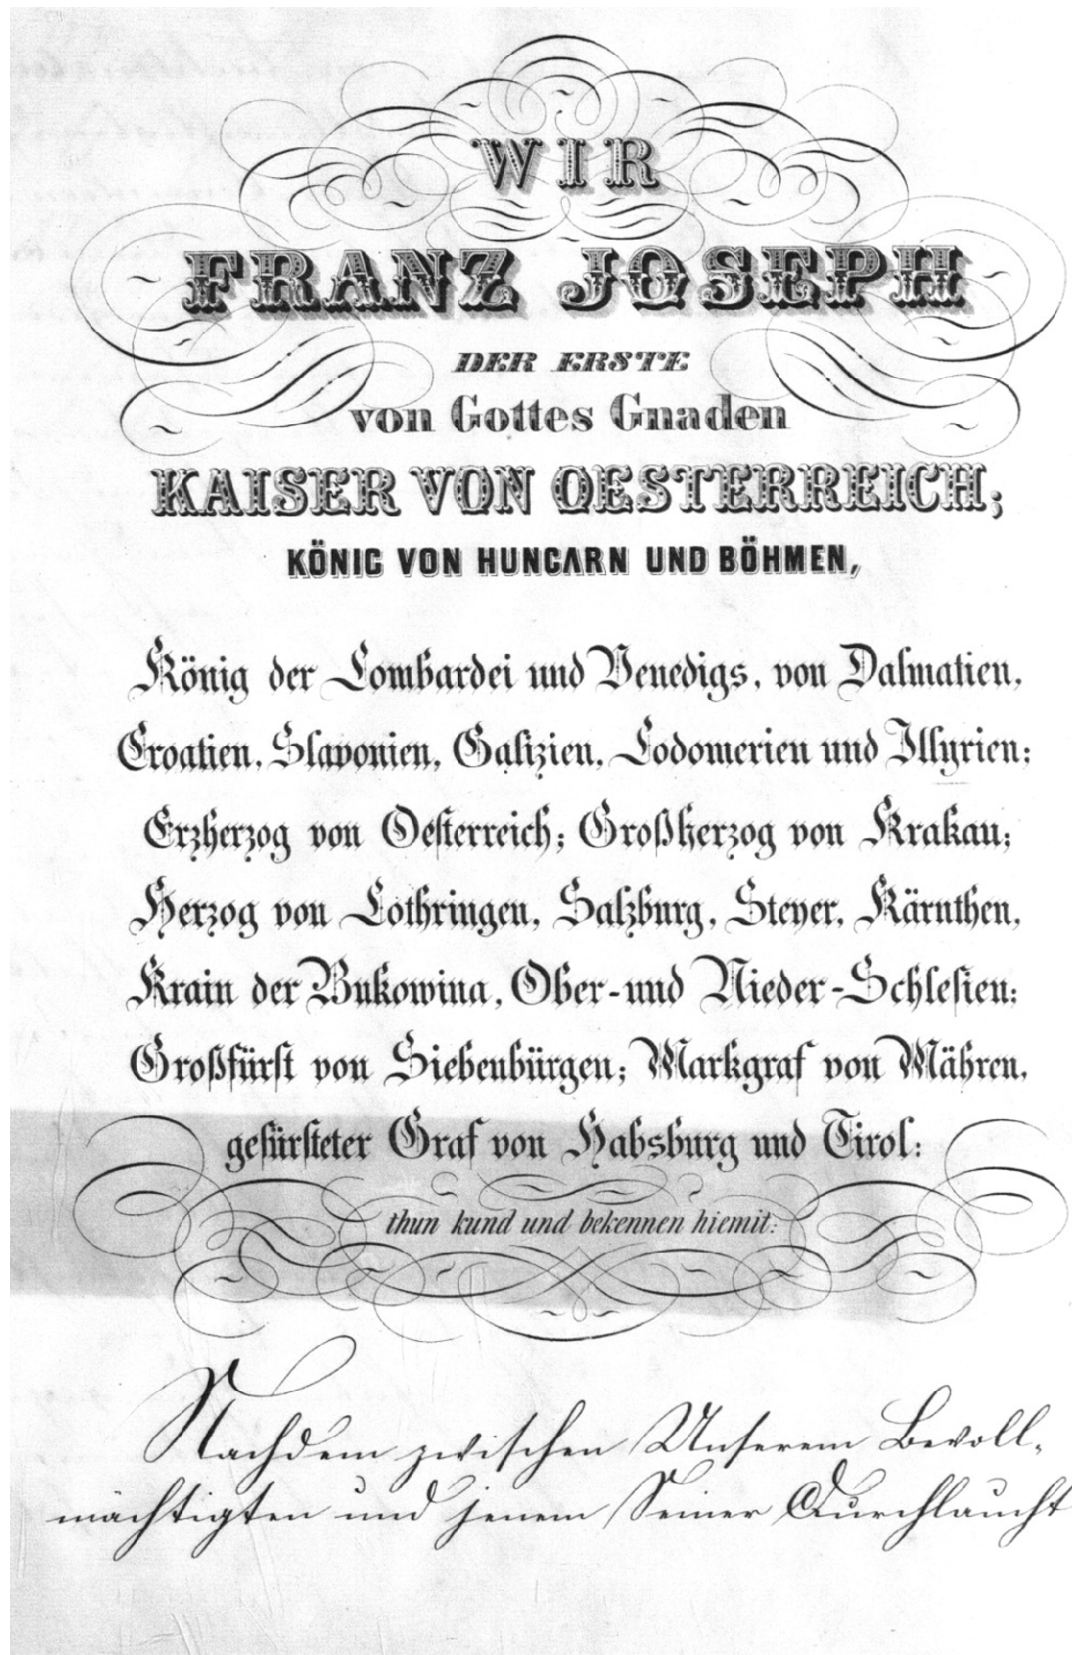 WIR
FRANZ JOSEPH
DER ERSTE
von Gottes Gnaden
KAISER VON OESTERREICH;
KÖNIG VON HUNGARN UND BÖHMEN,
König der Lombardei und Venedigs, von Dalmatien,
Croatien, Slavonien, Galizien, Lodomerien und Illyrien;
Erzherzog von Oesterreich; Großherzog von Krakau;
Herzog von Lothringen, Salzburg, Steyer, Kärnthen,
Krain der Bukowina, Ober-und Nieder-Schlesien;
Großfürst von Siebenbürgen; Markgraf von Mähren,
gefürsteter Graf von Habsburg und Tirol:
thun kund und bekennen hiemit:
Nachdem zwischen Unserem Bevoll-
mächtigten und jenem Seiner Durchlaucht